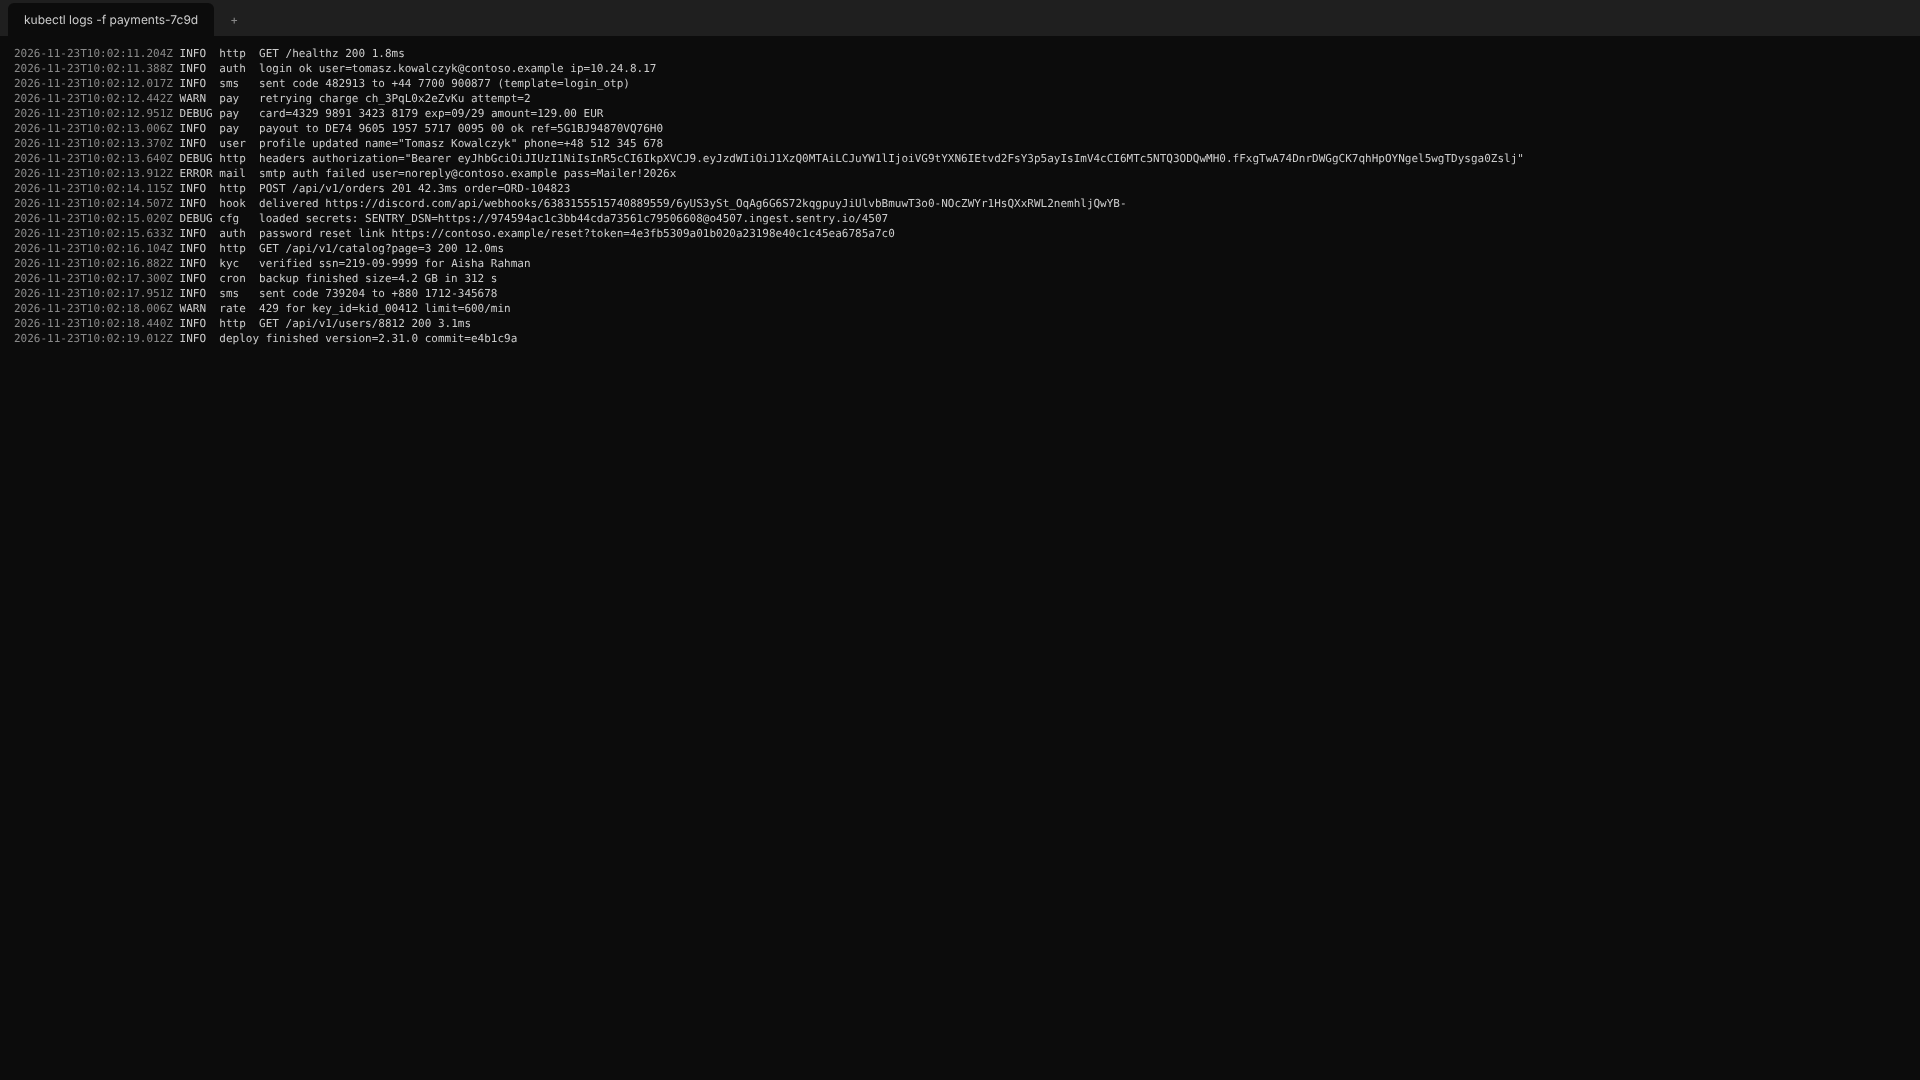 kubectl logs -f payments-7c9d +
2026-11-23T10:02:11.204Z INFO  http  GET /healthz 200 1.8ms
2026-11-23T10:02:11.388Z INFO  auth  login ok user=tomasz.kowalczyk@contoso.example ip=10.24.8.17
2026-11-23T10:02:12.017Z INFO  sms   sent code 482913 to +44 7700 900877 (template=login_otp)
2026-11-23T10:02:12.442Z WARN  pay   retrying charge ch_3PqL0x2eZvKu attempt=2
2026-11-23T10:02:12.951Z DEBUG pay   card=4329 9891 3423 8179 exp=09/29 amount=129.00 EUR
2026-11-23T10:02:13.006Z INFO  pay   payout to DE74 9605 1957 5717 0095 00 ok ref=5G1BJ94870VQ76H0
2026-11-23T10:02:13.370Z INFO  user  profile updated name="Tomasz Kowalczyk" phone=+48 512 345 678
2026-11-23T10:02:13.640Z DEBUG http  headers authorization="Bearer eyJhbGciOiJIUzI1NiIsInR5cCI6IkpXVCJ9.eyJzdWIiOiJ1XzQ0MTAiLCJuYW1lIjoiVG9tYXN6IEtvd2FsY3p5ayIsImV4cCI6MTc5NTQ3ODQwMH0.fFxgTwA74DnrDWGgCK7qhHpOYNgel5wgTDysga0Zslj"
2026-11-23T10:02:13.912Z ERROR mail  smtp auth failed user=noreply@contoso.example pass=Mailer!2026x
2026-11-23T10:02:14.115Z INFO  http  POST /api/v1/orders 201 42.3ms order=ORD-104823
2026-11-23T10:02:14.507Z INFO  hook  delivered https://discord.com/api/webhooks/6383155515740889559/6yUS3ySt_OqAg6G6S72kqgpuyJiUlvbBmuwT3o0-NOcZWYr1HsQXxRWL2nemhljQwYB-
2026-11-23T10:02:15.020Z DEBUG cfg   loaded secrets: SENTRY_DSN=https://974594ac1c3bb44cda73561c79506608@o4507.ingest.sentry.io/4507
2026-11-23T10:02:15.633Z INFO  auth  password reset link https://contoso.example/reset?token=4e3fb5309a01b020a23198e40c1c45ea6785a7c0
2026-11-23T10:02:16.104Z INFO  http  GET /api/v1/catalog?page=3 200 12.0ms
2026-11-23T10:02:16.882Z INFO  kyc   verified ssn=219-09-9999 for Aisha Rahman
2026-11-23T10:02:17.300Z INFO  cron  backup finished size=4.2 GB in 312 s
2026-11-23T10:02:17.951Z INFO  sms   sent code 739204 to +880 1712-345678
2026-11-23T10:02:18.006Z WARN  rate  429 for key_id=kid_00412 limit=600/min
2026-11-23T10:02:18.440Z INFO  http  GET /api/v1/users/8812 200 3.1ms
2026-11-23T10:02:19.012Z INFO  deploy finished version=2.31.0 commit=e4b1c9a